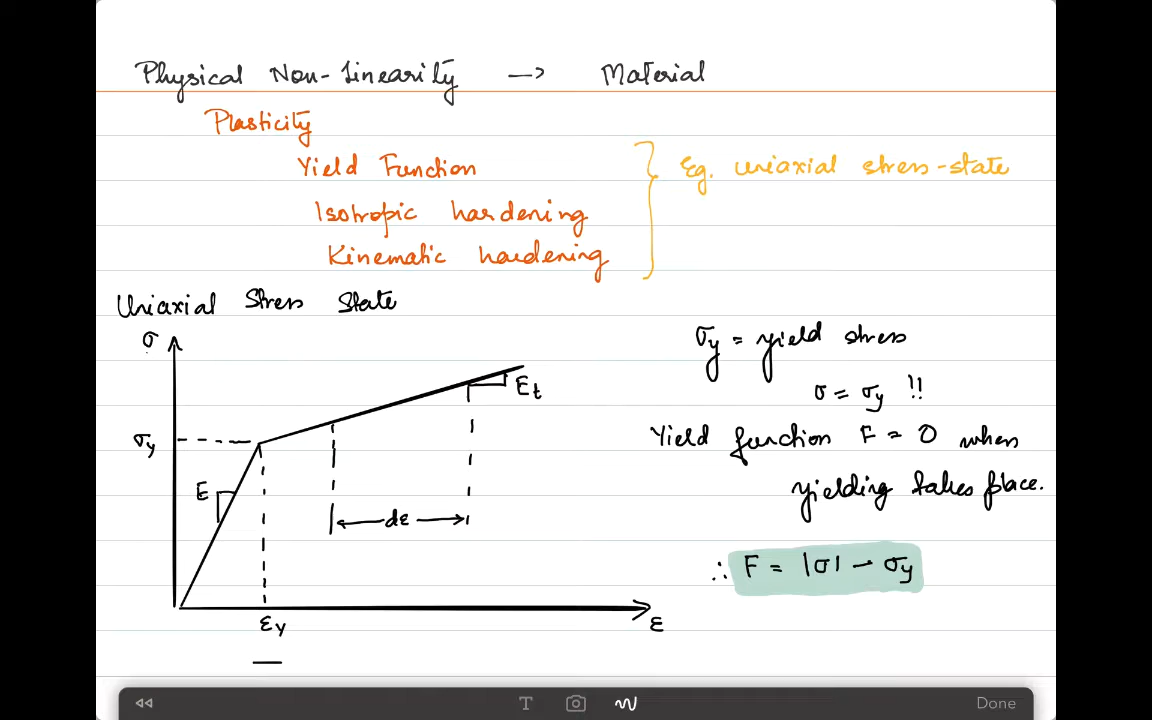 Physical Non-Linearity → Material
Plasticity
Yield Function
Eg. uniaxial stress-state
Isotropic hardening
Kinematic hardening
Uniaxial Stress State
σ
σy = yield stress
Et
σ = σy !!
σy
Yield function F = 0 when
E
yielding takes place.
dε
∴ F = |σ| - σy
εy
ε
T
Done